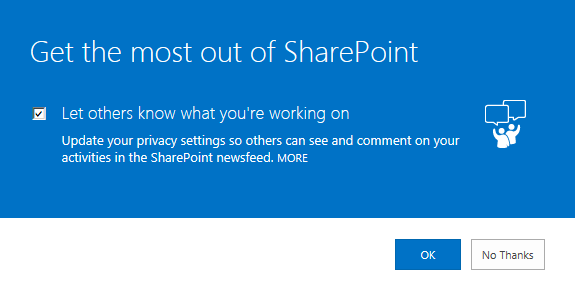 Get the most out of SharePoint
Let others know what you're working on
Update your privacy settings so others can see and comment on your
activities in the SharePoint newsfeed. MORE
OK
No Thanks